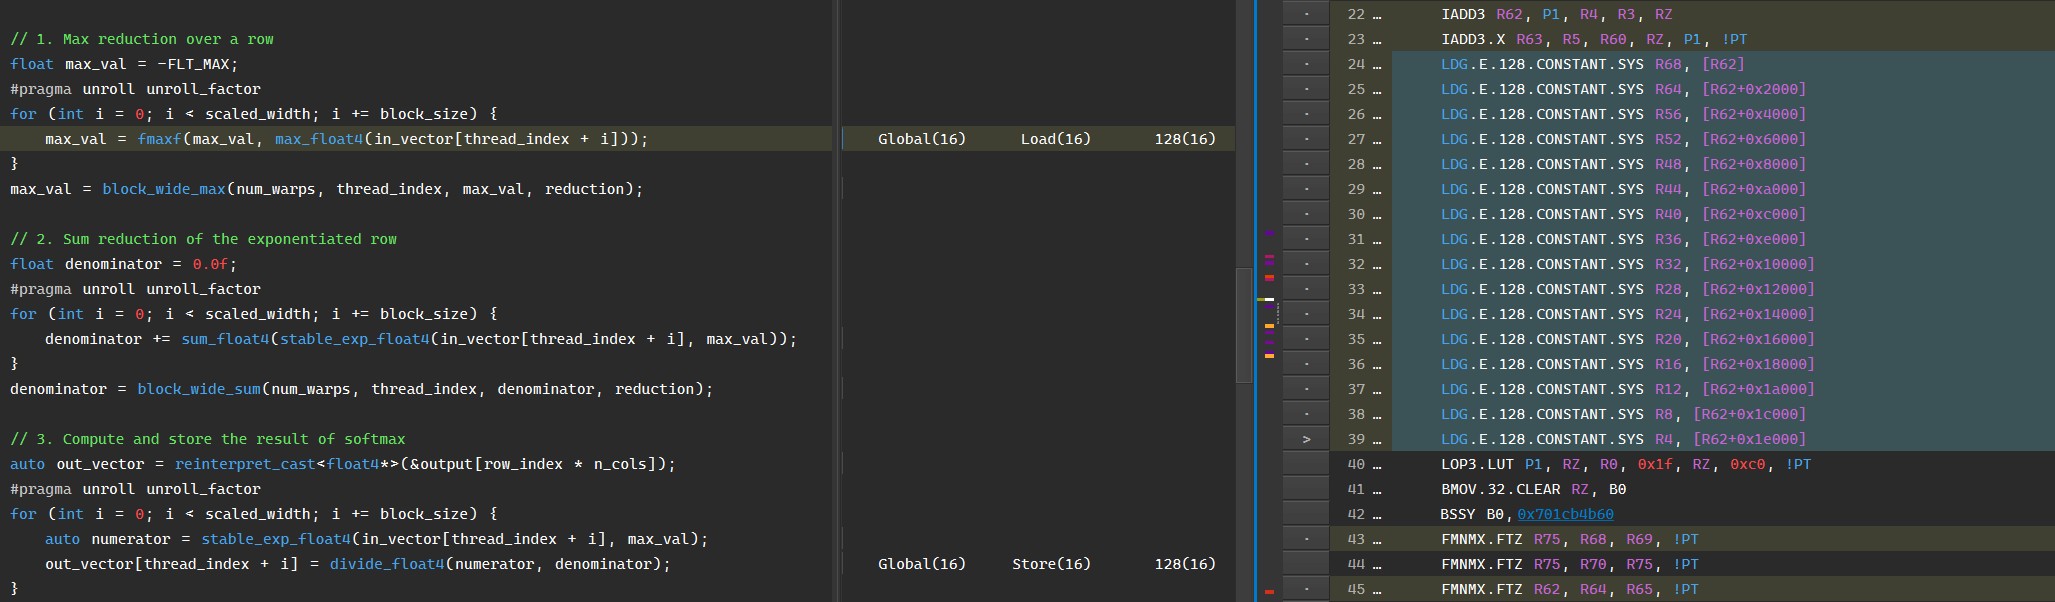 // 1. Max reduction over a row
float max_val = -FLT_MAX;
#pragma unroll unroll_factor
for (int i = 0; i < scaled_width; i += block_size) {
    max_val = fmaxf(max_val, max_float4(in_vector[thread_index + i]));
}
max_val = block_wide_max(num_warps, thread_index, max_val, reduction);

// 2. Sum reduction of the exponentiated row
float denominator = 0.0f;
#pragma unroll unroll_factor
for (int i = 0; i < scaled_width; i += block_size) {
    denominator += sum_float4(stable_exp_float4(in_vector[thread_index + i], max_val));
}
denominator = block_wide_sum(num_warps, thread_index, denominator, reduction);

// 3. Compute and store the result of softmax
auto out_vector = reinterpret_cast<float4*>(&output[row_index * n_cols]);
#pragma unroll unroll_factor
for (int i = 0; i < scaled_width; i += block_size) {
    auto numerator = stable_exp_float4(in_vector[thread_index + i], max_val);
    out_vector[thread_index + i] = divide_float4(numerator, denominator);
}
Global(16) Load(16) 128(16)
Global(16) Store(16) 128(16)
22 … IADD3 R62, P1, R4, R3, RZ
23 … IADD3.X R63, R5, R60, RZ, P1, !PT
24 … LDG.E.128.CONSTANT.SYS R68, [R62]
25 … LDG.E.128.CONSTANT.SYS R64, [R62+0x2000]
26 … LDG.E.128.CONSTANT.SYS R56, [R62+0x4000]
27 … LDG.E.128.CONSTANT.SYS R52, [R62+0x6000]
28 … LDG.E.128.CONSTANT.SYS R48, [R62+0x8000]
29 … LDG.E.128.CONSTANT.SYS R44, [R62+0xa000]
30 … LDG.E.128.CONSTANT.SYS R40, [R62+0xc000]
31 … LDG.E.128.CONSTANT.SYS R36, [R62+0xe000]
32 … LDG.E.128.CONSTANT.SYS R32, [R62+0x10000]
33 … LDG.E.128.CONSTANT.SYS R28, [R62+0x12000]
34 … LDG.E.128.CONSTANT.SYS R24, [R62+0x14000]
35 … LDG.E.128.CONSTANT.SYS R20, [R62+0x16000]
36 … LDG.E.128.CONSTANT.SYS R16, [R62+0x18000]
37 … LDG.E.128.CONSTANT.SYS R12, [R62+0x1a000]
38 … LDG.E.128.CONSTANT.SYS R8, [R62+0x1c000]
> 39 … LDG.E.128.CONSTANT.SYS R4, [R62+0x1e000]
40 … LOP3.LUT P1, RZ, R0, 0x1f, RZ, 0xc0, !PT
41 … BMOV.32.CLEAR RZ, B0
42 … BSSY B0,0x701cb4b60
43 … FMNMX.FTZ R75, R68, R69, !PT
44 … FMNMX.FTZ R75, R70, R75, !PT
45 … FMNMX.FTZ R62, R64, R65, !PT